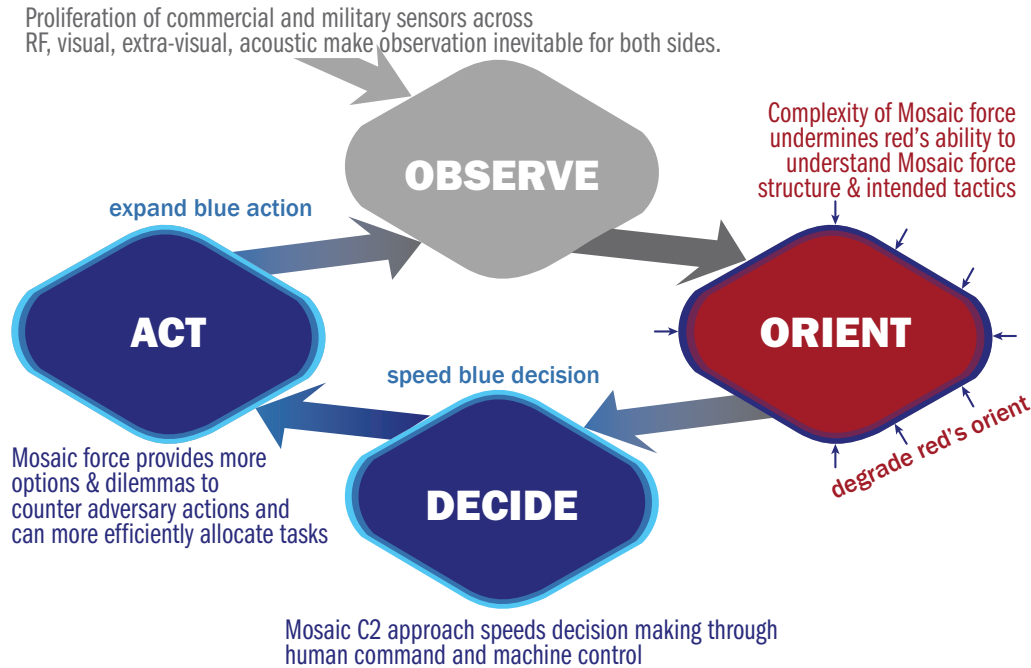 Proliferation of commercial and military sensors across
RF, visual, extra-visual, acoustic make observation inevitable for both sides.
OBSERVE
Complexity of Mosaic force
undermines red's ability to
understand Mosaic force
structure & intended tactics
expand blue action
ACT
ORIENT
speed blue decision
degrade red's orient
Mosaic force provides more
options & dilemmas to
counter adversary actions and
can more efficiently allocate tasks
DECIDE
Mosaic C2 approach speeds decision making through
human command and machine control